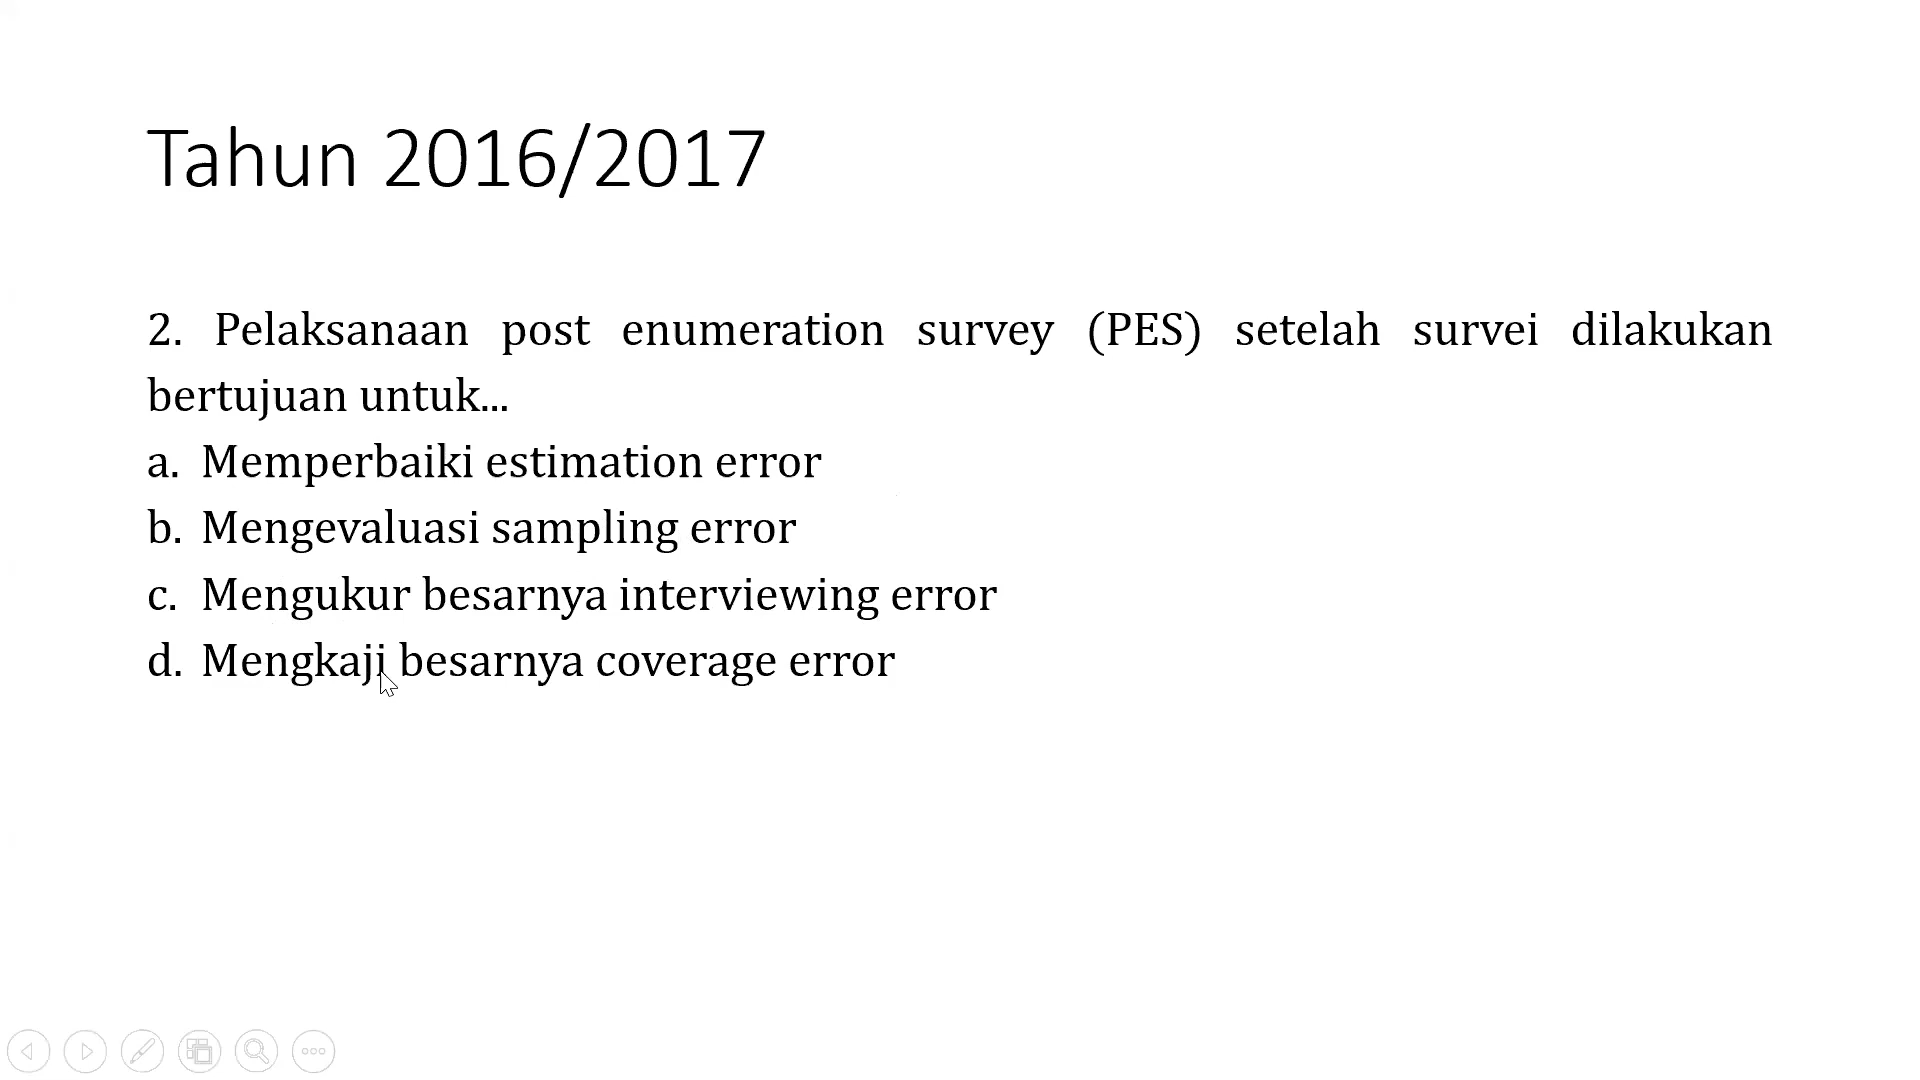 Tahun 2016/2017
2. Pelaksanaan post enumeration survey (PES) setelah survei dilakukan
bertujuan untuk...
a. Memperbaiki estimation error
b. Mengevaluasi sampling error
c. Mengukur besarnya interviewing error
d. Mengkaji besarnya coverage error